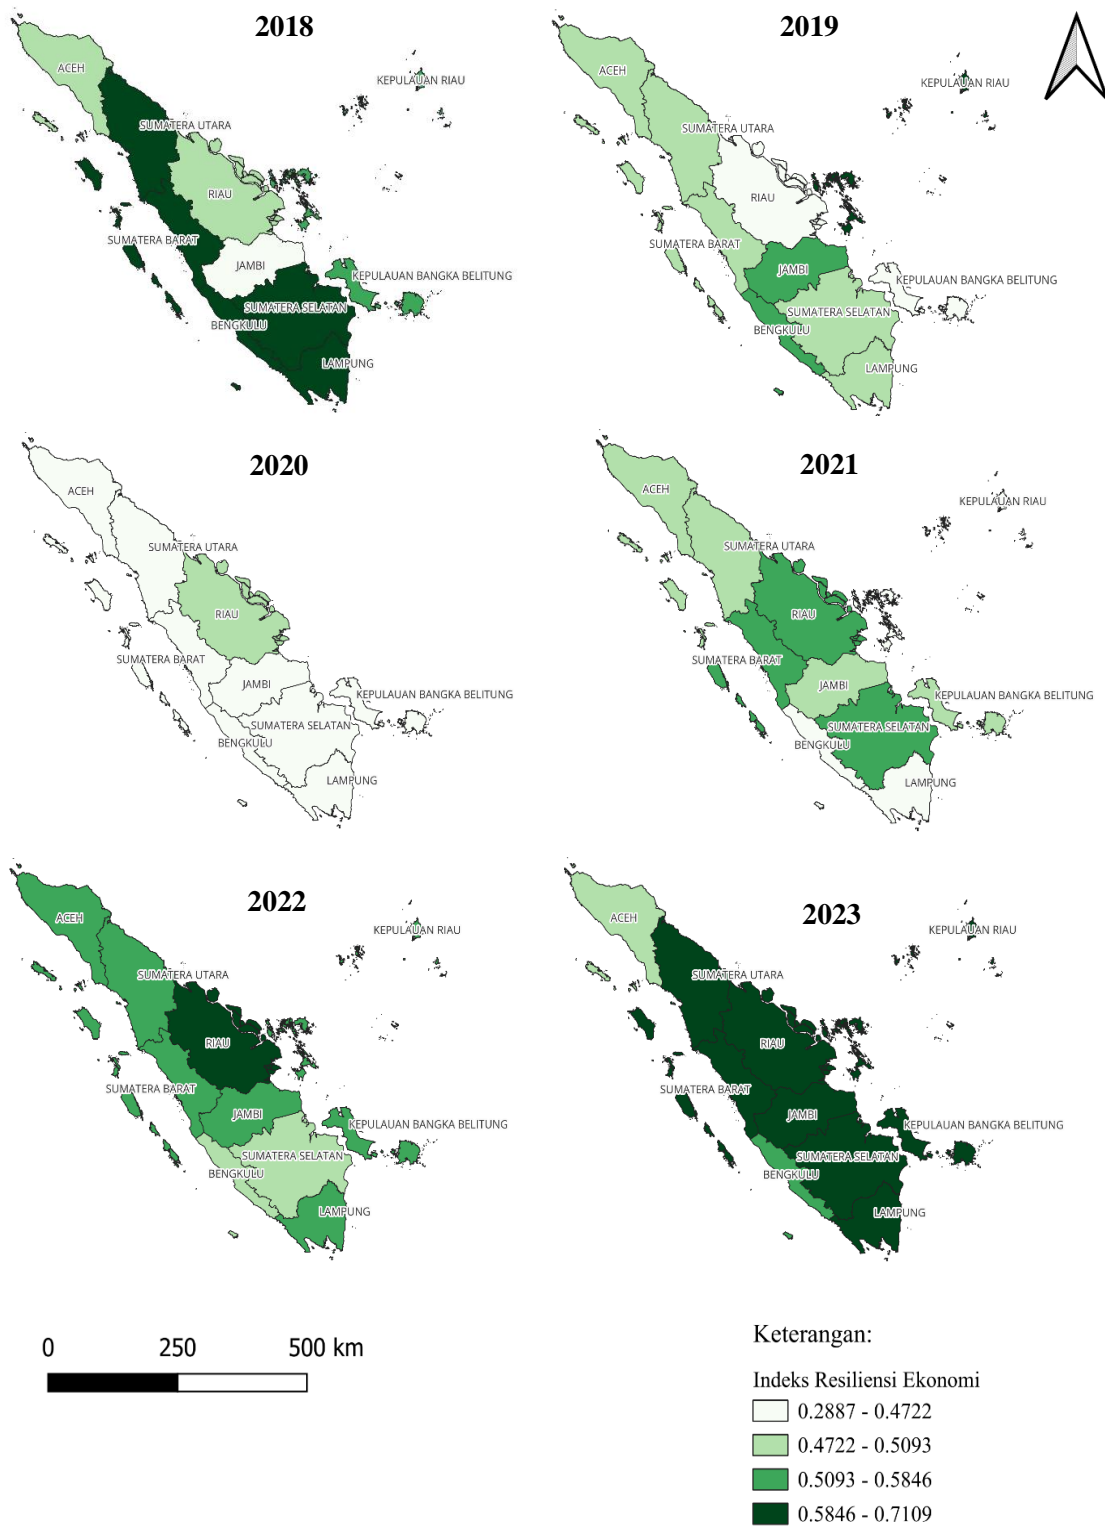 2018
ACEH
KEPULAUAN RIAU
SUMATERA UTARA
RIAU
SUMATERA BARAT
JAMBI
KEPULAUAN BANGKA BELITUNG
SUMATERA SELATAN
BENGKULU
LAMPUNG
2019
ACEH
KEPULAUAN RIAU
SUMATERA UTARA
RIAU
SUMATERA BARAT
JAMBI
KEPULAUAN BANGKA BELITUNG
SUMATERA SELATAN
BENGKULU
LAMPUNG
2020
ACEH
SUMATERA UTARA
RIAU
SUMATERA BARAT
JAMBI
KEPULAUAN BANGKA BELITUNG
SUMATERA SELATAN
BENGKULU
LAMPUNG
2021
ACEH
KEPULAUAN RIAU
SUMATERA UTARA
RIAU
SUMATERA BARAT
JAMBI
KEPULAUAN BANGKA BELITUNG
SUMATERA SELATAN
BENGKULU
LAMPUNG
2022
ACEH
KEPULAUAN RIAU
SUMATERA UTARA
RIAU
SUMATERA BARAT
JAMBI
KEPULAUAN BANGKA BELITUNG
SUMATERA SELATAN
BENGKULU
LAMPUNG
2023
ACEH
KEPULAUAN RIAU
SUMATERA UTARA
RIAU
SUMATERA BARAT
JAMBI
KEPULAUAN BANGKA BELITUNG
SUMATERA SELATAN
BENGKULU
LAMPUNG
0 250 500 km
Keterangan:
Indeks Resiliensi Ekonomi
0.2887 - 0.4722
0.4722 - 0.5093
0.5093 - 0.5846
0.5846 - 0.7109